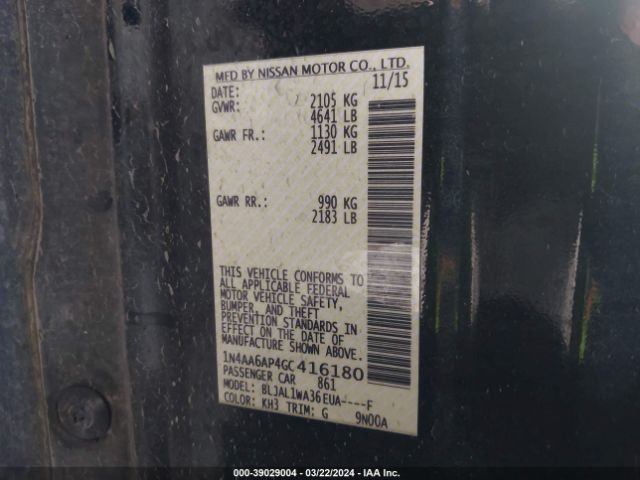 MFD BY NISSAN MOTOR CO., LTD.
DATE: 11/15
GVWR: 2105 KG
4641 LB
GAWR FR.: 1130 KG
2491 LB
GAWR RR.: 990 KG
2183 LB
THIS VEHICLE CONFORMS TO
ALL APPLICABLE FEDERAL
MOTOR VEHICLE SAFETY,
BUMPER, AND THEFT
PREVENTION STANDARDS IN
EFFECT ON THE DATE OF
MANUFACTURE SHOWN ABOVE.
1N4AA6AP4GC416180
PASSENGER CAR 861
MODEL: BLJAL1WA36EUA----F
COLOR: KH3 TRIM: G 9N00A
000-39029004 - 03/22/2024 - IAA Inc.